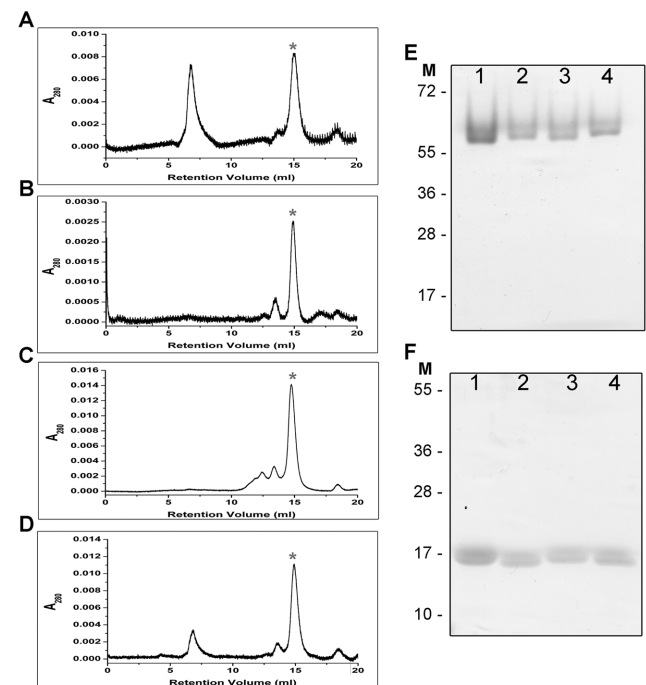 A
0.010
0.008
0.006
0.004
0.002
0.000
A280
*
0 5 10 15 20
Retention Volume (ml)
B
0.0030
0.0025
0.0020
0.0015
0.0010
0.0005
0.0000
A280
*
0 5 10 15 20
Retention Volume (ml)
C
0.016
0.014
0.012
0.010
0.008
0.006
0.004
0.002
0.000
A280
*
0 5 10 15 20
Retention Volume (ml)
D
0.014
0.012
0.010
0.008
0.006
0.004
0.002
0.000
A280
*
0 5 10 15 20
Retention Volume (ml)
E
M
1 2 3 4
72 -
55 -
36 -
28 -
17 -
F
M
1 2 3 4
55 -
36 -
28 -
17 -
10 -